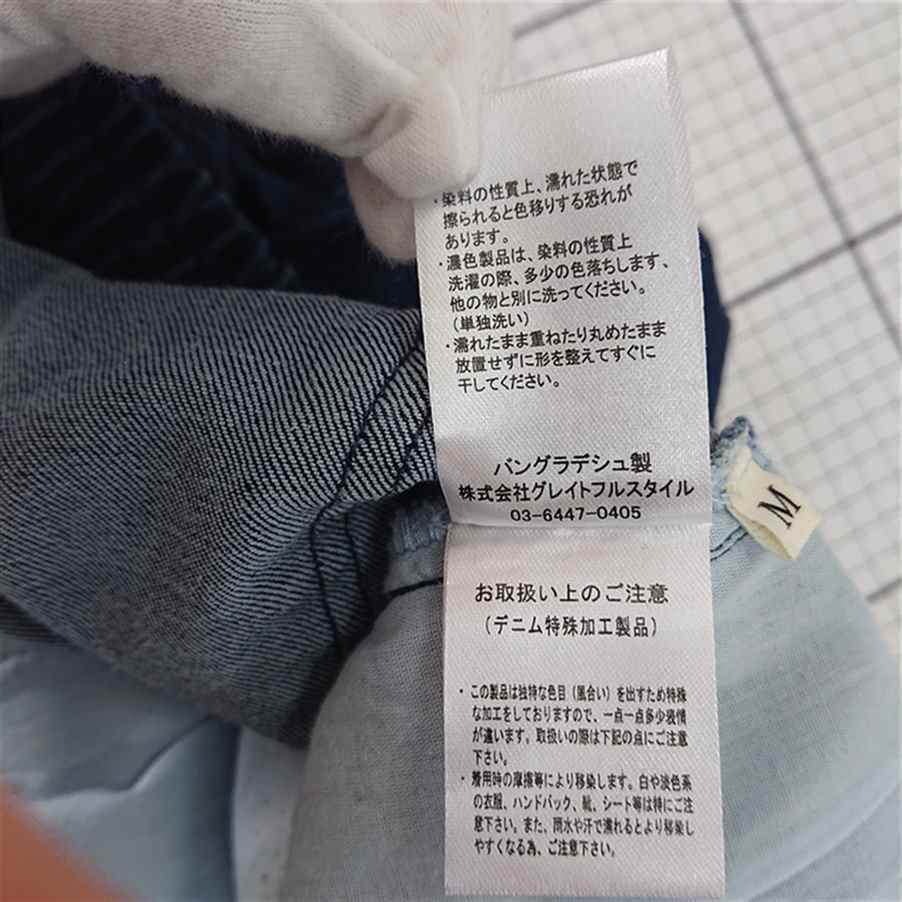 ・染料の性質上、濡れた状態で
擦られると色移りする恐れが
あります。
・濃色製品は、染料の性質上
洗濯の際、多少の色落ちします、
他の物と別に洗ってください。
（単独洗い）
・濡れたまま重ねたり丸めたまま
放置せずに形を整えてすぐに
干してください。
バングラデシュ製
株式会社グレイトフルスタイル
03-6447-0405
M
お取扱い上のご注意
（デニム特殊加工製品）
・この製品は独特な色目（風合い）を出すため特殊
な加工をしておりますので、一点一点多少表情
が違います。取扱いの際は下記の点にご注意
下さい。
・着用時の摩擦等により移染します。白や淡色系
の衣服、ハンドバック、靴、シート等は特にご注
意下さい。また、雨水や汗で濡れるとより移染し
やすくなる為、ご注意下さい。